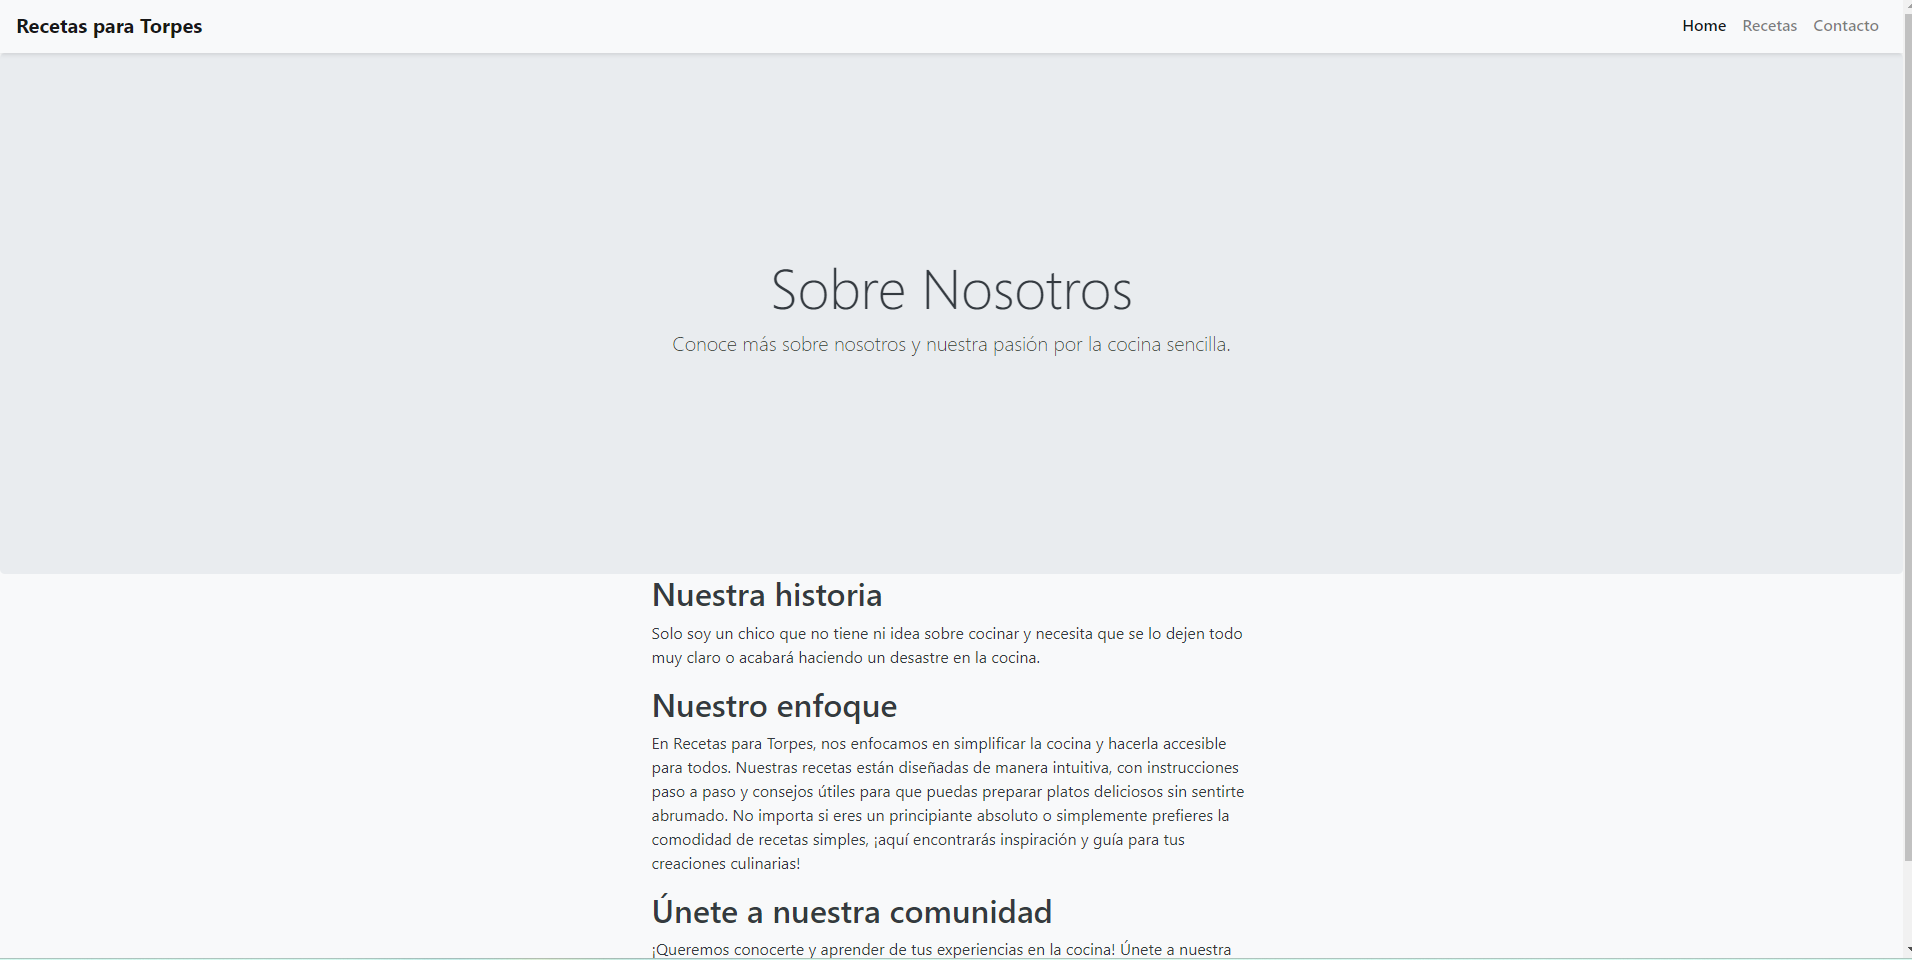 Recetas para Torpes
Home Recetas Contacto
Sobre Nosotros
Conoce más sobre nosotros y nuestra pasión por la cocina sencilla.
Nuestra historia
Solo soy un chico que no tiene ni idea sobre cocinar y necesita que se lo dejen todo
muy claro o acabará haciendo un desastre en la cocina.
Nuestro enfoque
En Recetas para Torpes, nos enfocamos en simplificar la cocina y hacerla accesible
para todos. Nuestras recetas están diseñadas de manera intuitiva, con instrucciones
paso a paso y consejos útiles para que puedas preparar platos deliciosos sin sentirte
abrumado. No importa si eres un principiante absoluto o simplemente prefieres la
comodidad de recetas simples, ¡aquí encontrarás inspiración y guía para tus
creaciones culinarias!
Únete a nuestra comunidad
¡Queremos conocerte y aprender de tus experiencias en la cocina! Únete a nuestra